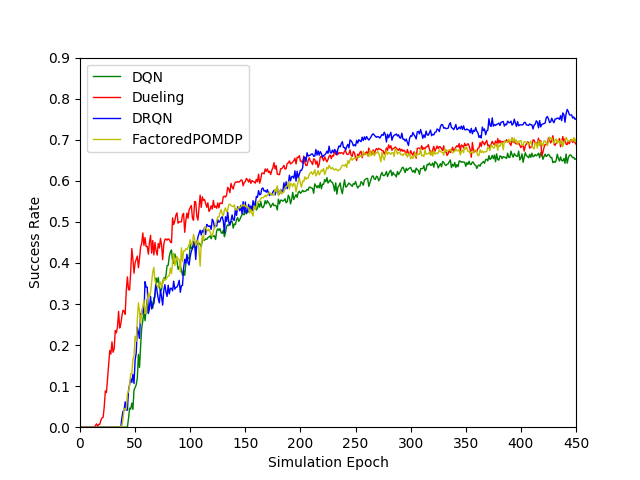 0.9
0.8
0.7
0.6
0.5
0.4
0.3
0.2
0.1
0.0
Success Rate
DQN
Dueling
DRQN
FactoredPOMDP
0 50 100 150 200 250 300 350 400 450
Simulation Epoch